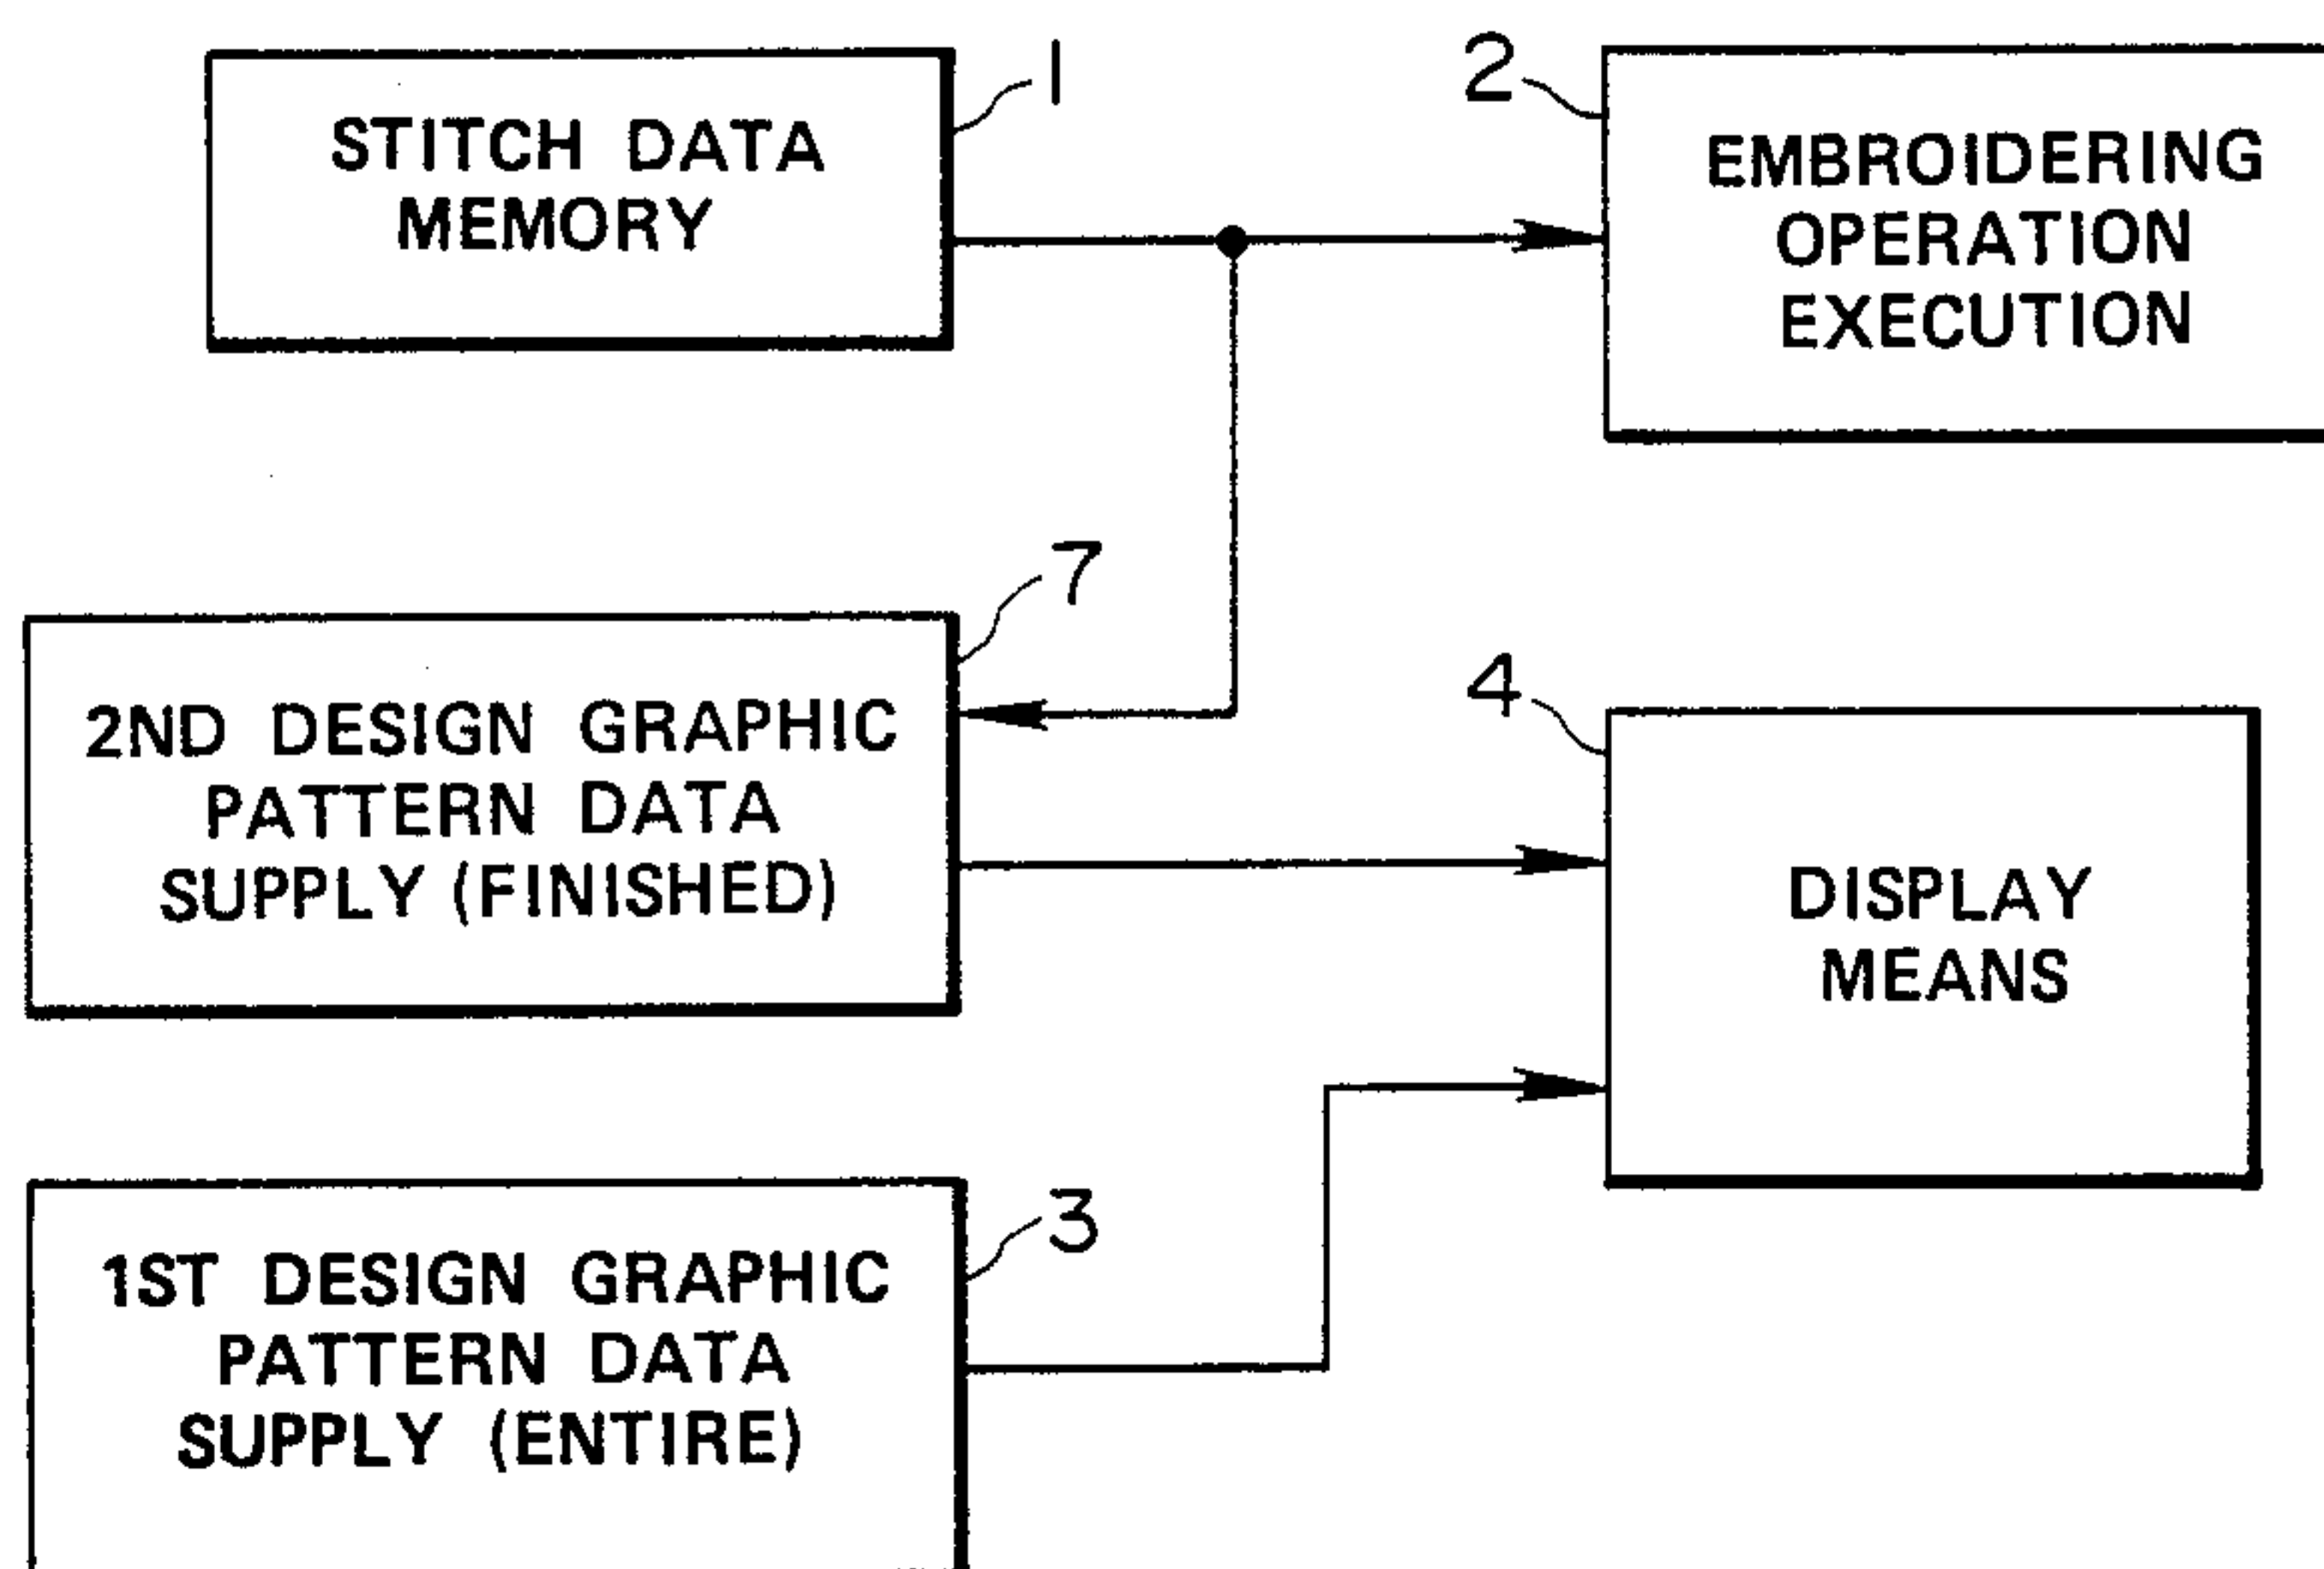 1
STITCH DATA
MEMORY
2
EMBROIDERING
OPERATION
EXECUTION
7
2ND DESIGN GRAPHIC
PATTERN DATA
SUPPLY (FINISHED)
4
DISPLAY
MEANS
3
1ST DESIGN GRAPHIC
PATTERN DATA
SUPPLY (ENTIRE)